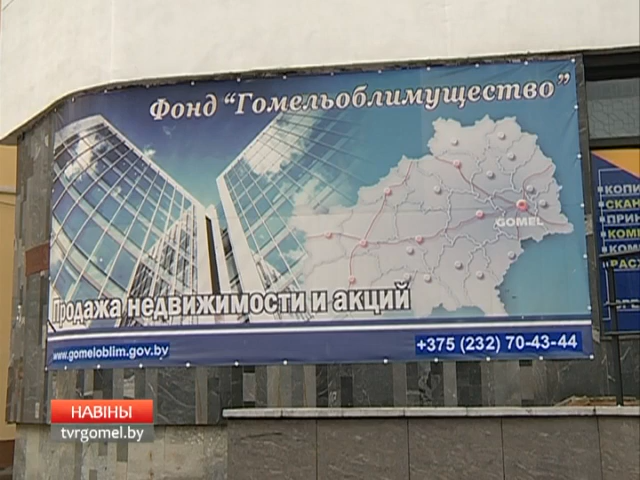 Фонд "Гомельоблимущество"
GOMEL
Продажа недвижимости и акций
www.gomeloblim.gov.by
+375 (232) 70-43-44
НАВІНЫ
tvrgomel.by